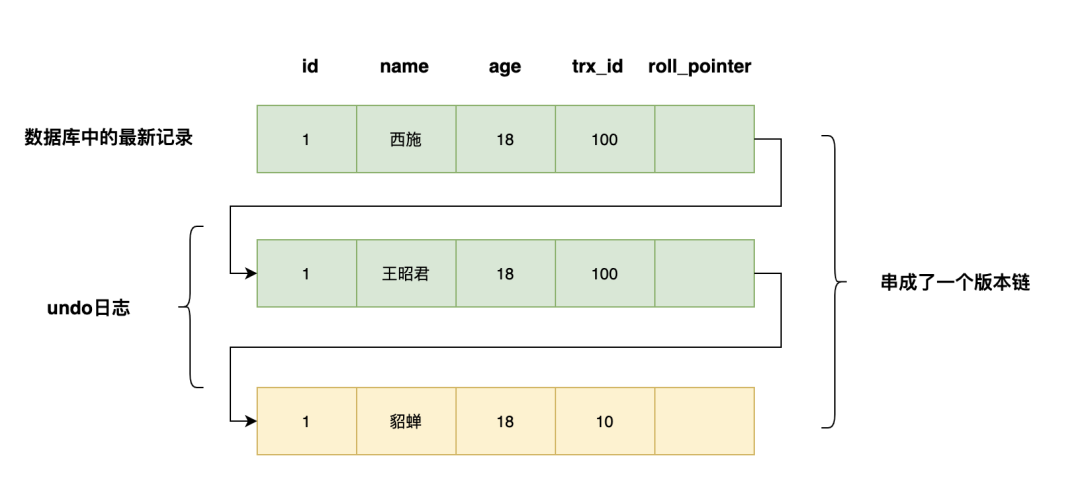 id name age trx_id roll_pointer
数据库中的最新记录 1 西施 18 100
1 王昭君 18 100
串成了一个版本链
undo日志
1 貂蝉 18 10